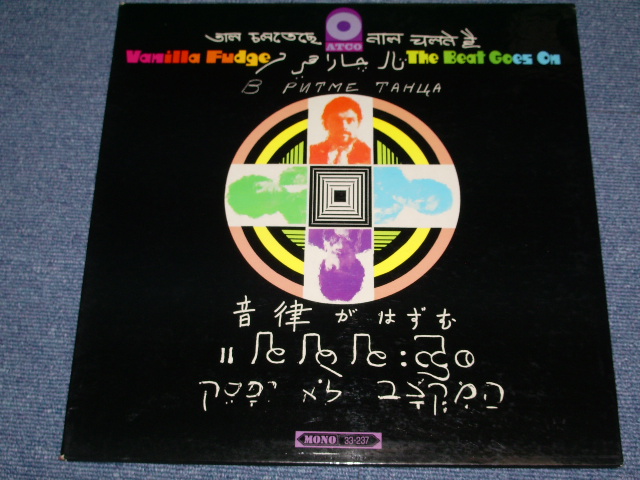 তাল চলতেছে
ताल चलते है
ATCO
Vanilla Fudge
The Beat Goes On
В РИТМЕ ТАНЦА
音律がはずむ
הַמִקְצָב לֹא יִפָּסֵק
MONO 33-237